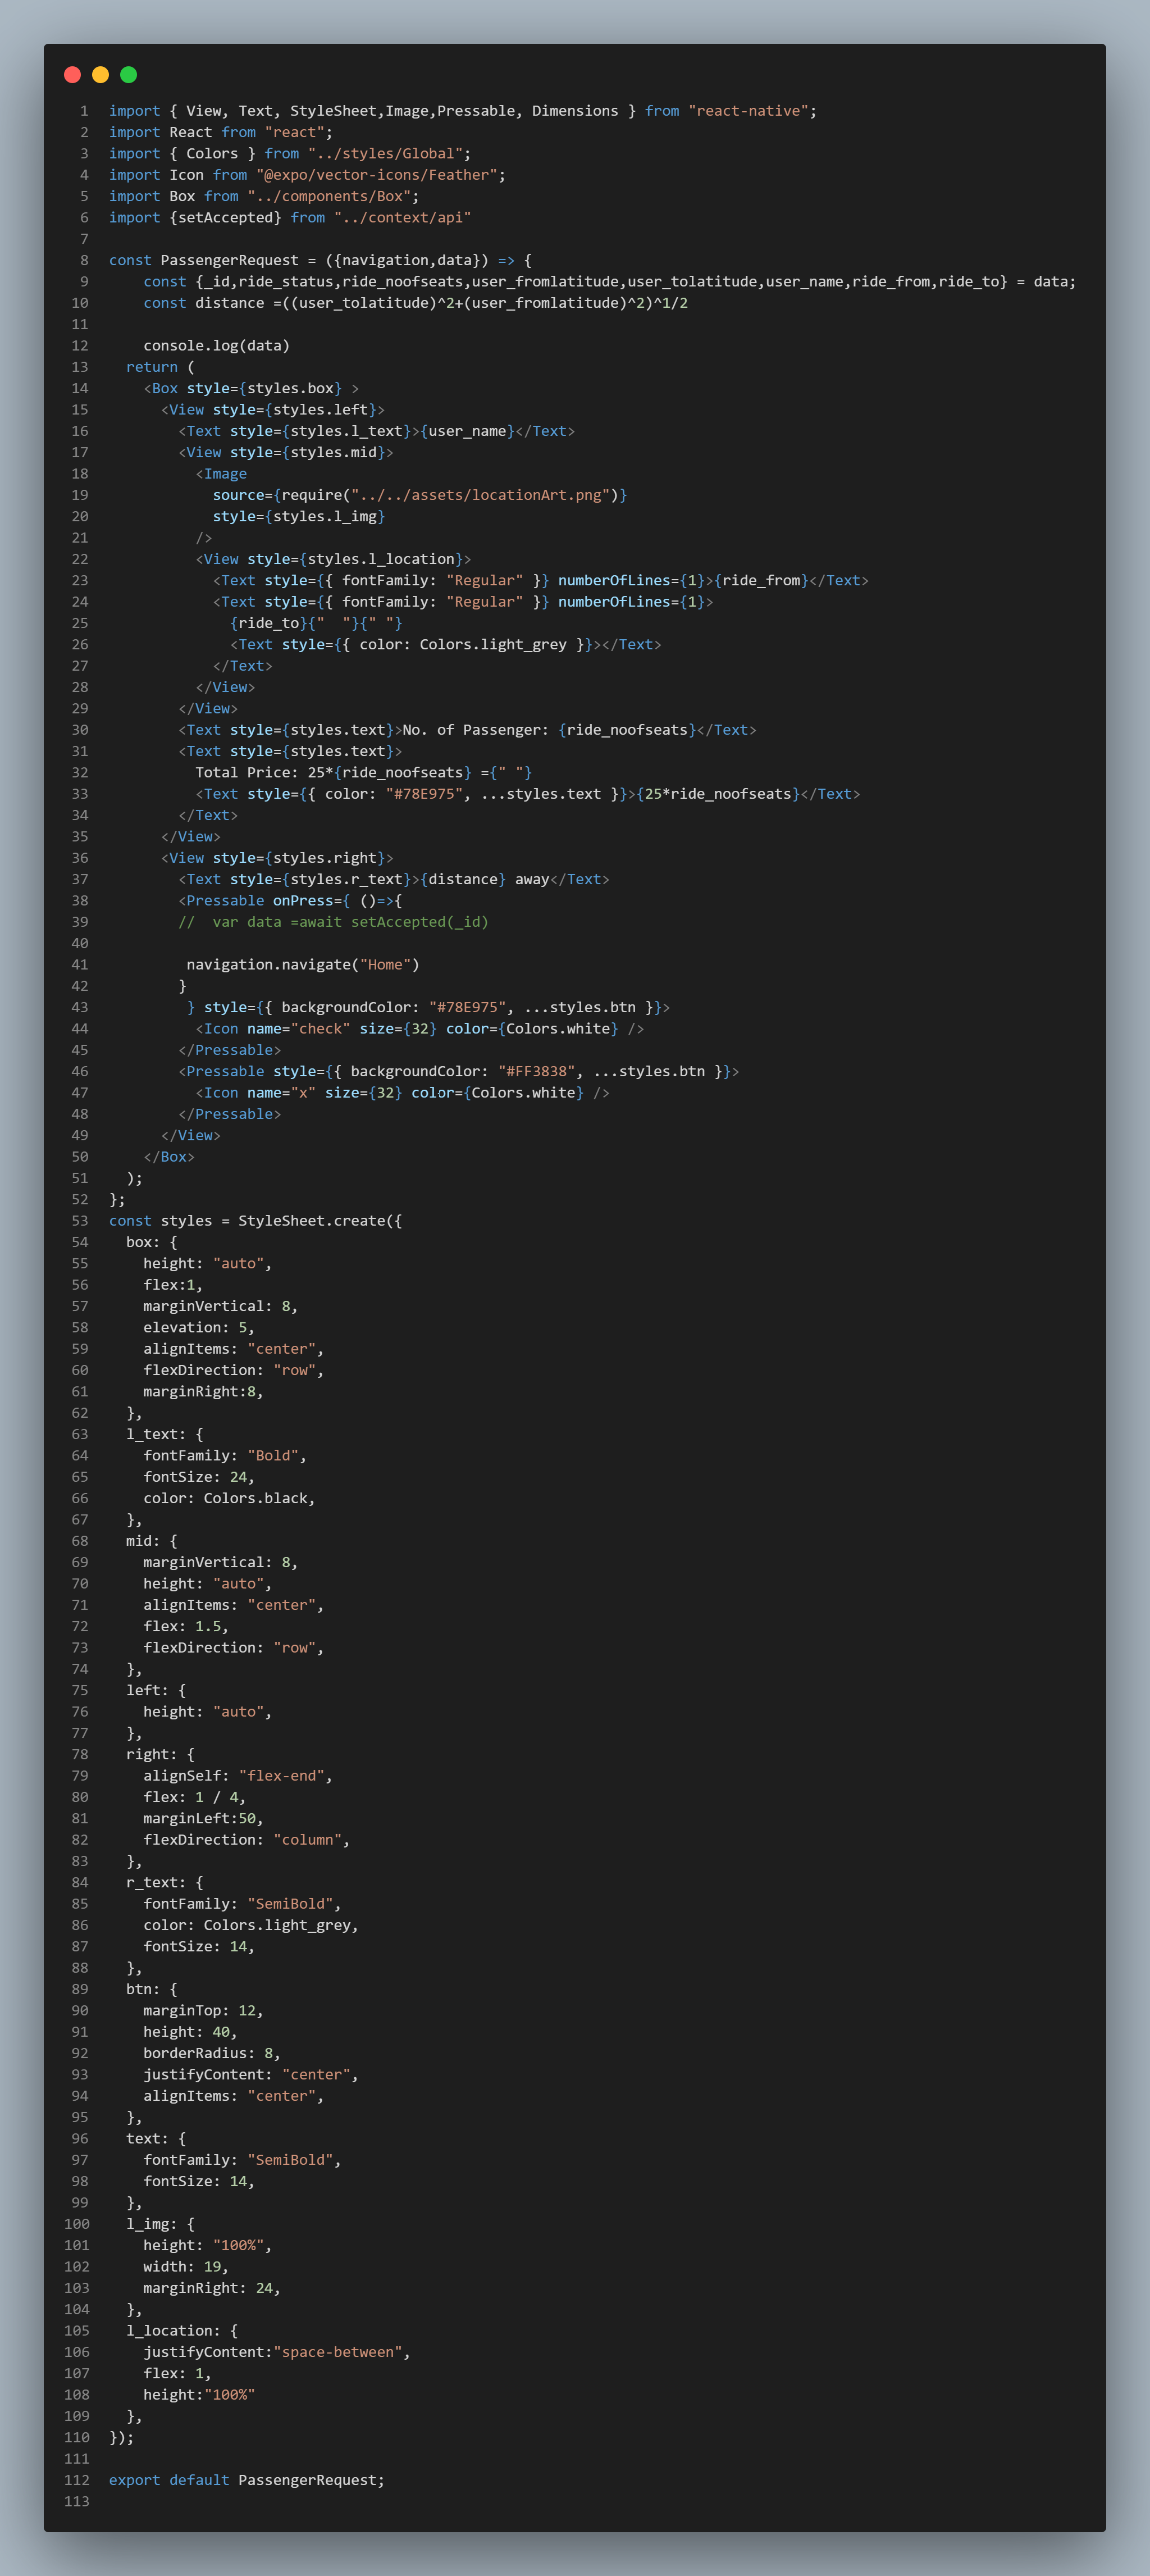 1 import { View, Text, StyleSheet,Image,Pressable, Dimensions } from "react-native";
2 import React from "react";
3 import { Colors } from "../styles/Global";
4 import Icon from "@expo/vector-icons/Feather";
5 import Box from "../components/Box";
6 import {setAccepted} from "../context/api"
7
8 const PassengerRequest = ({navigation,data}) => {
9     const {_id,ride_status,ride_noofseats,user_fromlatitude,user_tolatitude,user_name,ride_from,ride_to} = data;
10     const distance =((user_tolatitude)^2+(user_fromlatitude)^2)^1/2
11
12     console.log(data)
13   return (
14     <Box style={styles.box} >
15       <View style={styles.left}>
16         <Text style={styles.l_text}>{user_name}</Text>
17         <View style={styles.mid}>
18           <Image
19             source={require("../../assets/locationArt.png")}
20             style={styles.l_img}
21           />
22           <View style={styles.l_location}>
23             <Text style={{ fontFamily: "Regular" }} numberOfLines={1}>{ride_from}</Text>
24             <Text style={{ fontFamily: "Regular" }} numberOfLines={1}>
25               {ride_to}{"  "}{" "}
26               <Text style={{ color: Colors.light_grey }}></Text>
27             </Text>
28           </View>
29         </View>
30         <Text style={styles.text}>No. of Passenger: {ride_noofseats}</Text>
31         <Text style={styles.text}>
32           Total Price: 25*{ride_noofseats} ={" "}
33           <Text style={{ color: "#78E975", ...styles.text }}>{25*ride_noofseats}</Text>
34         </Text>
35       </View>
36       <View style={styles.right}>
37         <Text style={styles.r_text}>{distance} away</Text>
38         <Pressable onPress={ ()=>{
39         //  var data =await setAccepted(_id)
40
41          navigation.navigate("Home")
42         }
43          } style={{ backgroundColor: "#78E975", ...styles.btn }}>
44           <Icon name="check" size={32} color={Colors.white} />
45         </Pressable>
46         <Pressable style={{ backgroundColor: "#FF3838", ...styles.btn }}>
47           <Icon name="x" size={32} color={Colors.white} />
48         </Pressable>
49       </View>
50     </Box>
51   );
52 };
53 const styles = StyleSheet.create({
54   box: {
55     height: "auto",
56     flex:1,
57     marginVertical: 8,
58     elevation: 5,
59     alignItems: "center",
60     flexDirection: "row",
61     marginRight:8,
62   },
63   l_text: {
64     fontFamily: "Bold",
65     fontSize: 24,
66     color: Colors.black,
67   },
68   mid: {
69     marginVertical: 8,
70     height: "auto",
71     alignItems: "center",
72     flex: 1.5,
73     flexDirection: "row",
74   },
75   left: {
76     height: "auto",
77   },
78   right: {
79     alignSelf: "flex-end",
80     flex: 1 / 4,
81     marginLeft:50,
82     flexDirection: "column",
83   },
84   r_text: {
85     fontFamily: "SemiBold",
86     color: Colors.light_grey,
87     fontSize: 14,
88   },
89   btn: {
90     marginTop: 12,
91     height: 40,
92     borderRadius: 8,
93     justifyContent: "center",
94     alignItems: "center",
95   },
96   text: {
97     fontFamily: "SemiBold",
98     fontSize: 14,
99   },
100   l_img: {
101     height: "100%",
102     width: 19,
103     marginRight: 24,
104   },
105   l_location: {
106     justifyContent:"space-between",
107     flex: 1,
108     height:"100%"
109   },
110 });
111
112 export default PassengerRequest;
113